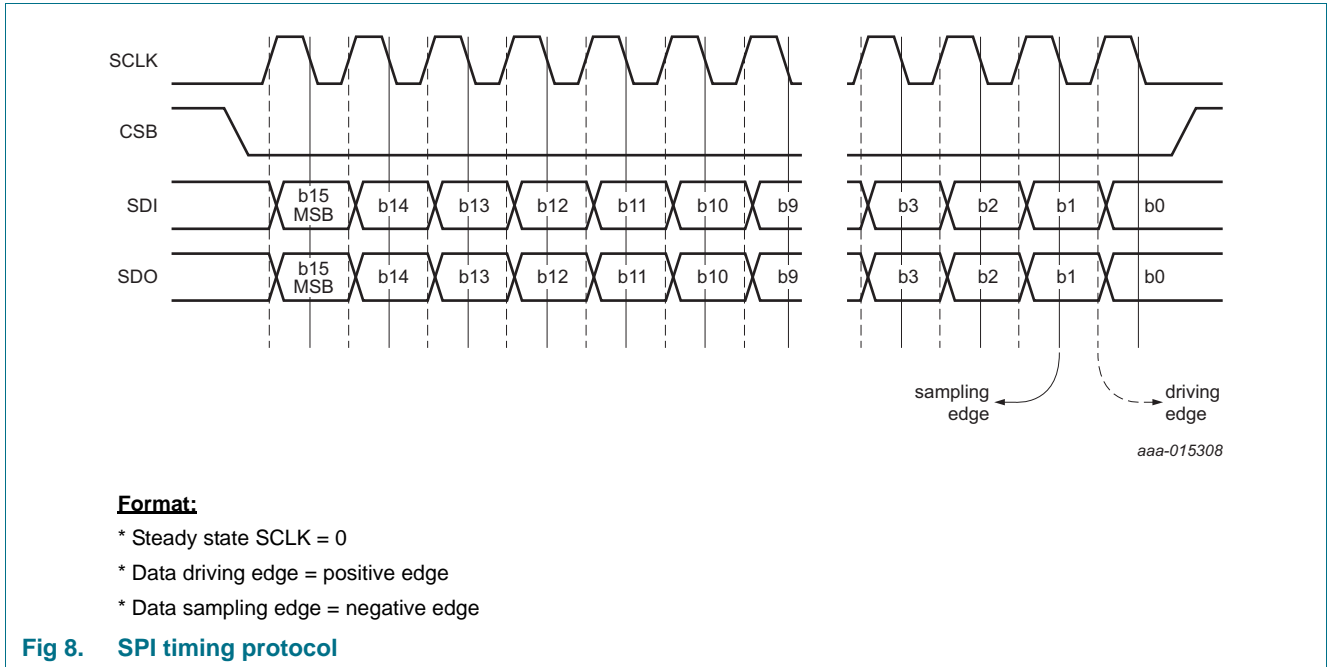 SCLK
CSB
SDI
b15
MSB
b14
b13
b12
b11
b10
b9
b3
b2
b1
b0
SDO
b15
MSB
b14
b13
b12
b11
b10
b9
b3
b2
b1
b0
sampling
edge
driving
edge
aaa-015308
Format:
* Steady state SCLK = 0
* Data driving edge = positive edge
* Data sampling edge = negative edge
Fig 8. SPI timing protocol